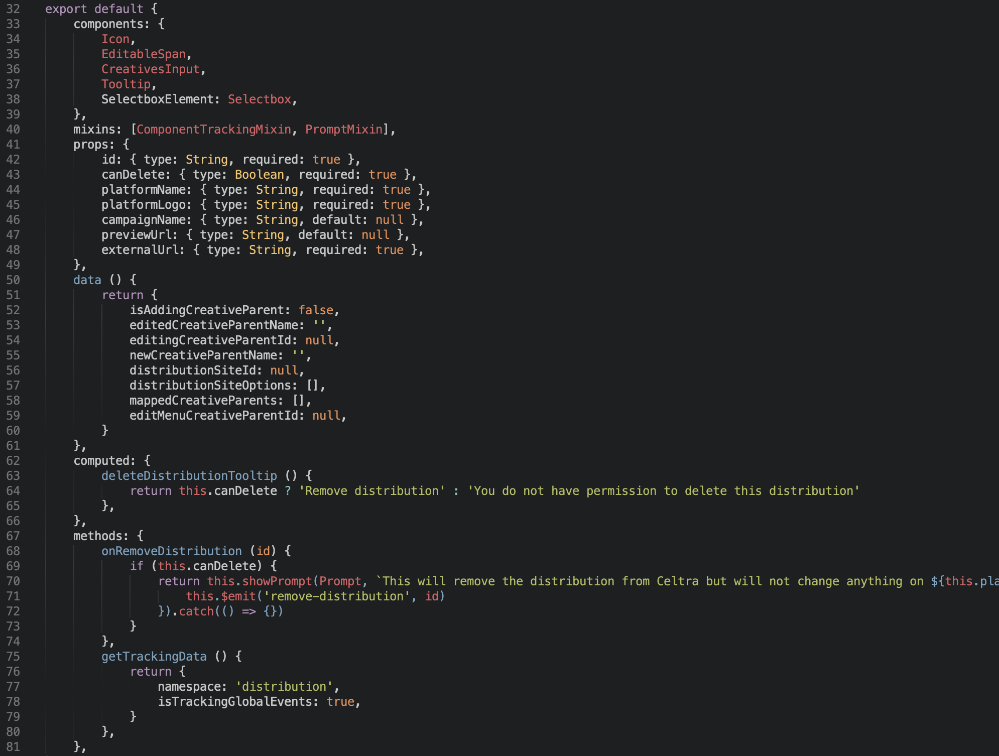 32 export default {
33 components: {
34 Icon,
35 EditableSpan,
36 CreativesInput,
37 Tooltip,
38 SelectboxElement: Selectbox,
39 },
40 mixins: [ComponentTrackingMixin, PromptMixin],
41 props: {
42 id: { type: String, required: true },
43 canDelete: { type: Boolean, required: true },
44 platformName: { type: String, required: true },
45 platformLogo: { type: String, required: true },
46 campaignName: { type: String, default: null },
47 previewUrl: { type: String, default: null },
48 externalUrl: { type: String, required: true },
49 },
50 data () {
51 return {
52 isAddingCreativeParent: false,
53 editedCreativeParentName: '',
54 editingCreativeParentId: null,
55 newCreativeParentName: '',
56 distributionSiteId: null,
57 distributionSiteOptions: [],
58 mappedCreativeParents: [],
59 editMenuCreativeParentId: null,
60 }
61 },
62 computed: {
63 deleteDistributionTooltip () {
64 return this.canDelete ? 'Remove distribution' : 'You do not have permission to delete this distribution'
65 },
66 },
67 methods: {
68 onRemoveDistribution (id) {
69 if (this.canDelete) {
70 return this.showPrompt(Prompt, `This will remove the distribution from Celtra but will not change anything on ${this.pla
71 this.$emit('remove-distribution', id)
72 }).catch(() => {})
73 }
74 },
75 getTrackingData () {
76 return {
77 namespace: 'distribution',
78 isTrackingGlobalEvents: true,
79 }
80 },
81 },